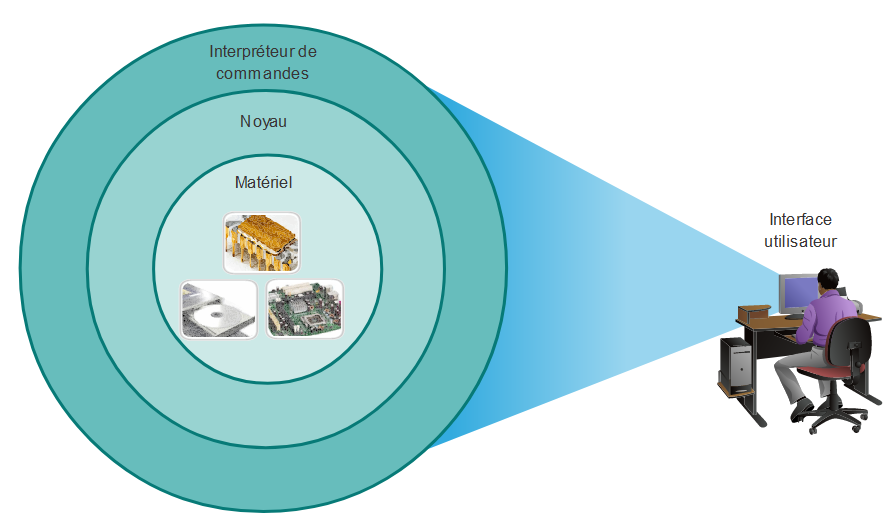 Interpréteur de
commandes
Noyau
Matériel
Interface
utilisateur